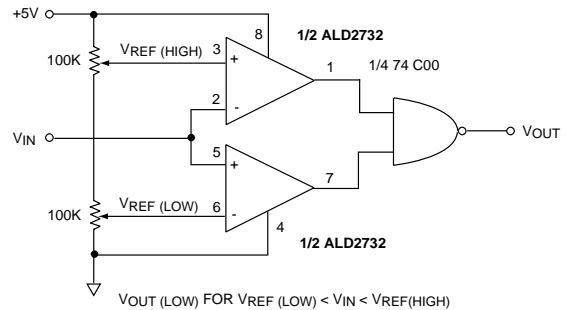 +5V
8
1/2 ALD2732
100K
VREF (HIGH)
3
+
1
1/4 74 C00
2
-
VIN
VOUT
5
+
7
100K
VREF (LOW)
6
-
4
1/2 ALD2732
VOUT (LOW) FOR VREF (LOW) < VIN < VREF(HIGH)